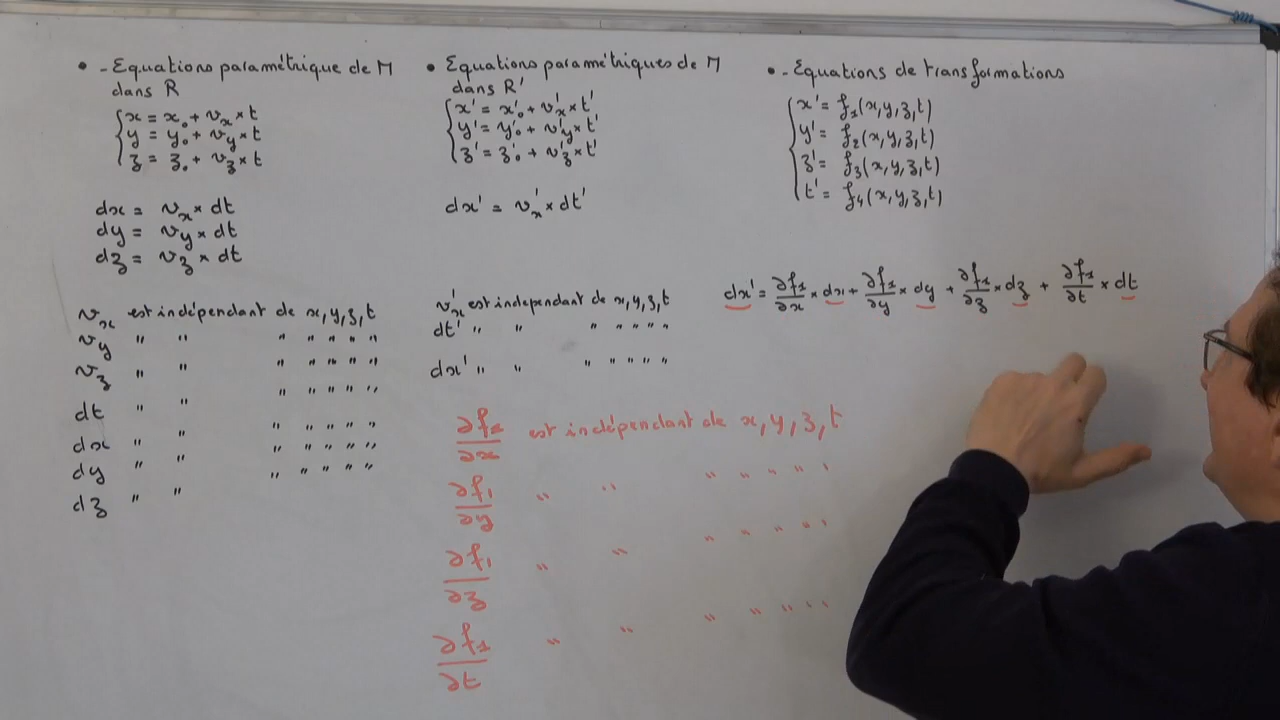 • - Equations paramétrique de M
dans R
x = x₀ + vx × t
y = y₀ + vy × t
z = z₀ + vz × t
dx = vx × dt
dy = vy × dt
dz = vz × dt
vx est indépendant de x, y, z, t
vy " " " " " " "
vz " " " " " " "
dt " " " " " " "
dx " " " " " " "
dy " " " " " " "
dz " " " " " " "
• Equations paramétriques de M
dans R'
x' = x'₀ + v'x × t'
y' = y'₀ + v'y × t'
z' = z'₀ + v'z × t'
dx' = v'x × dt'
v'x est independant de x, y, z, t
dt' " " " " " " "
dx' " " " " " " "
∂f₁/∂x est indépendant de x, y, z, t
∂f₁/∂y " " " " " " '
∂f₁/∂z " " " " " " '
∂f₁/∂t " " " " " ' '
• - Equations de transformations
x' = f₁(x, y, z, t)
y' = f₂(x, y, z, t)
z' = f₃(x, y, z, t)
t' = f₄(x, y, z, t)
dx' = ∂f₁/∂x × dx + ∂f₁/∂y × dy + ∂f₁/∂z × dz + ∂f₁/∂t × dt